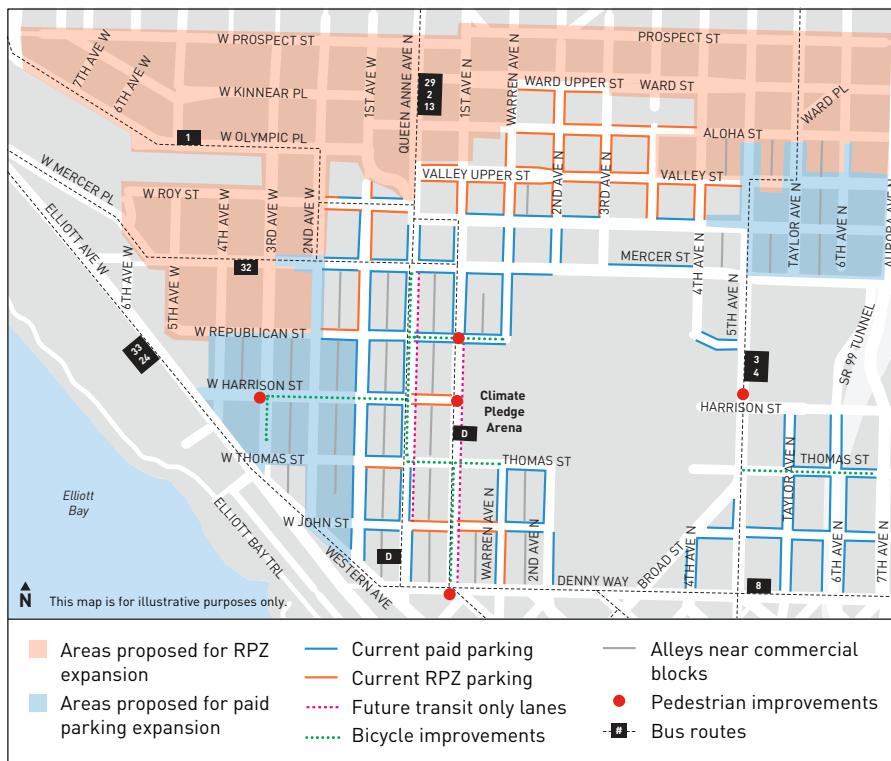 W PROSPECT ST
PROSPECT ST
7TH AVE W
6TH AVE W
1ST AVE W
QUEEN ANNE AVE N
29
2
13
1ST AVE N
WARREN AVE N
WARD UPPER ST
WARD ST
WARD PL
W KINNEAR PL
1
W OLYMPIC PL
ALOHA ST
W MERCER PL
W ROY ST
VALLEY UPPER ST
2ND AVE N
3RD AVE N
VALLEY ST
ELLIOTT AVE W
4TH AVE W
3RD AVE W
2ND AVE W
TAYLOR AVE N
6TH AVE N
AURORA AVE N
6TH AVE W
5TH AVE W
32
MERCER ST
4TH AVE N
5TH AVE N
W REPUBLICAN ST
33
24
SR 99 TUNNEL
3
4
W HARRISON ST
Climate
Pledge
Arena
HARRISON ST
D
W THOMAS ST
THOMAS ST
TAYLOR AVE N
THOMAS ST
Elliott
Bay
ELLIOTT BAY TRL
W JOHN ST
WARREN AVE N
2ND AVE N
BROAD ST
4TH AVE N
6TH AVE N
7TH AVE N
WESTERN AVE
D
DENNY WAY
8
N
This map is for illustrative purposes only.
Areas proposed for RPZ
expansion
Areas proposed for paid
parking expansion
Current paid parking
Current RPZ parking
Future transit only lanes
Bicycle improvements
Alleys near commercial
blocks
Pedestrian improvements
#
Bus routes